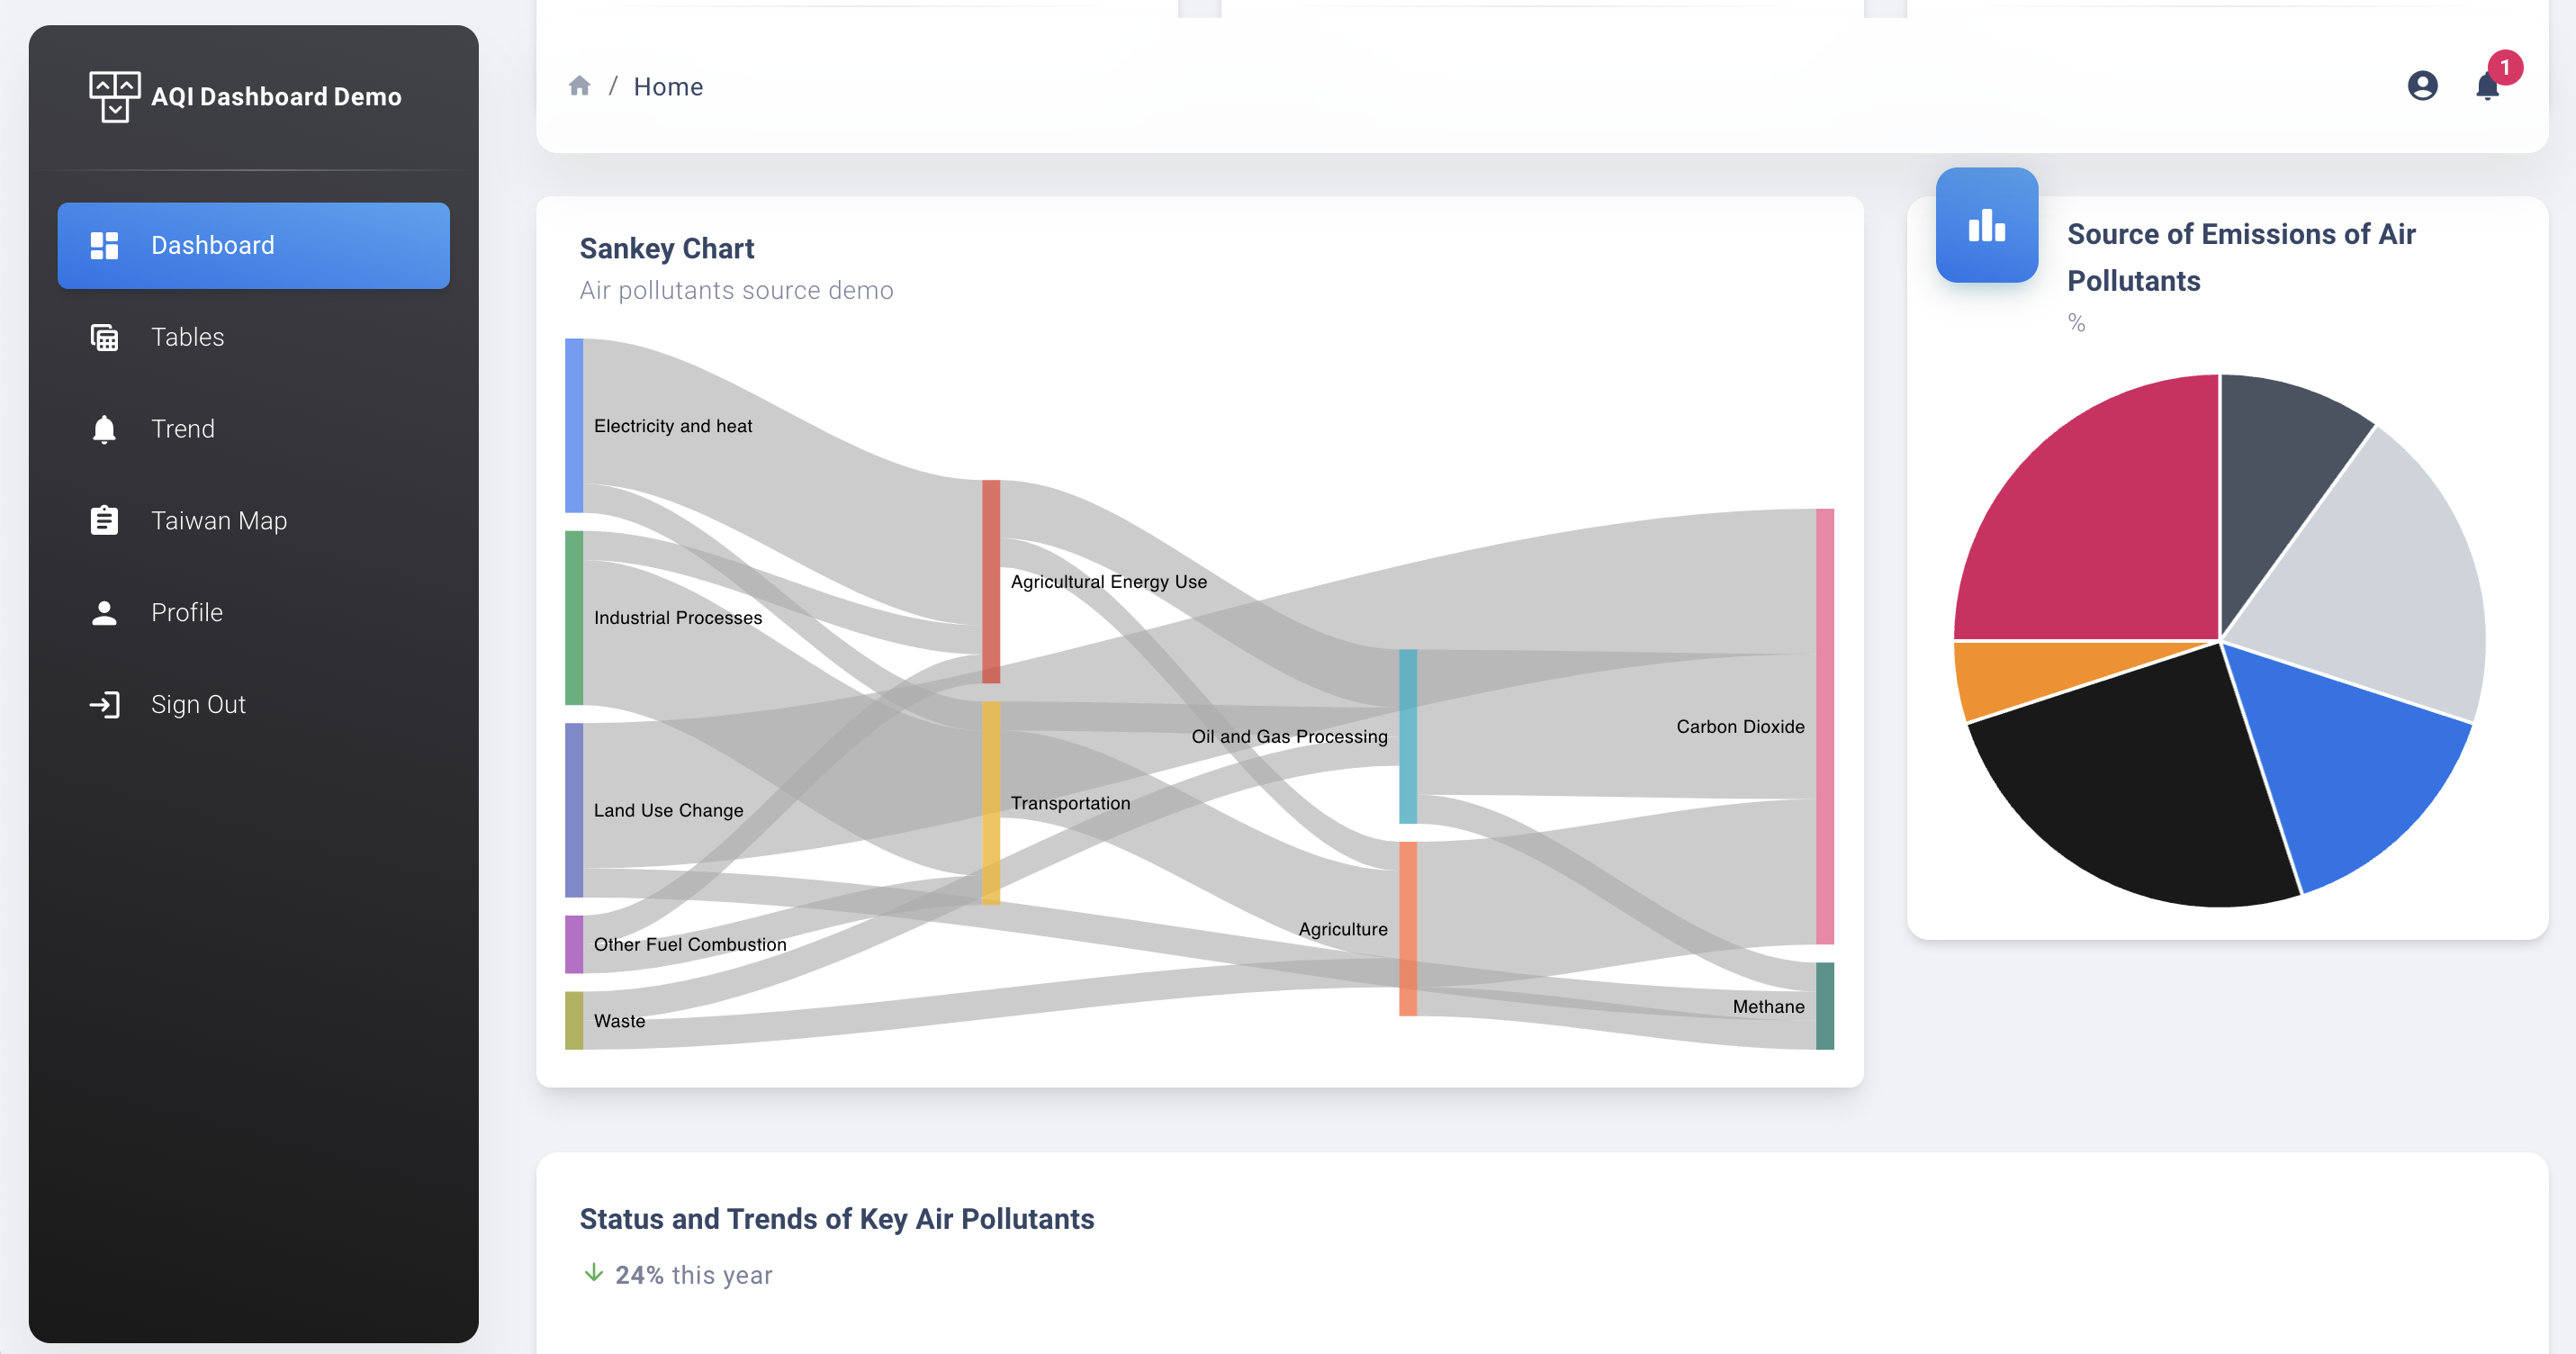 AQI Dashboard Demo
Dashboard
Tables
Trend
Taiwan Map
Profile
Sign Out
/ Home
1
Sankey Chart
Air pollutants source demo
Electricity and heat
Industrial Processes
Land Use Change
Other Fuel Combustion
Waste
Agricultural Energy Use
Transportation
Oil and Gas Processing
Agriculture
Carbon Dioxide
Methane
Source of Emissions of Air
Pollutants
%
Status and Trends of Key Air Pollutants
24% this year